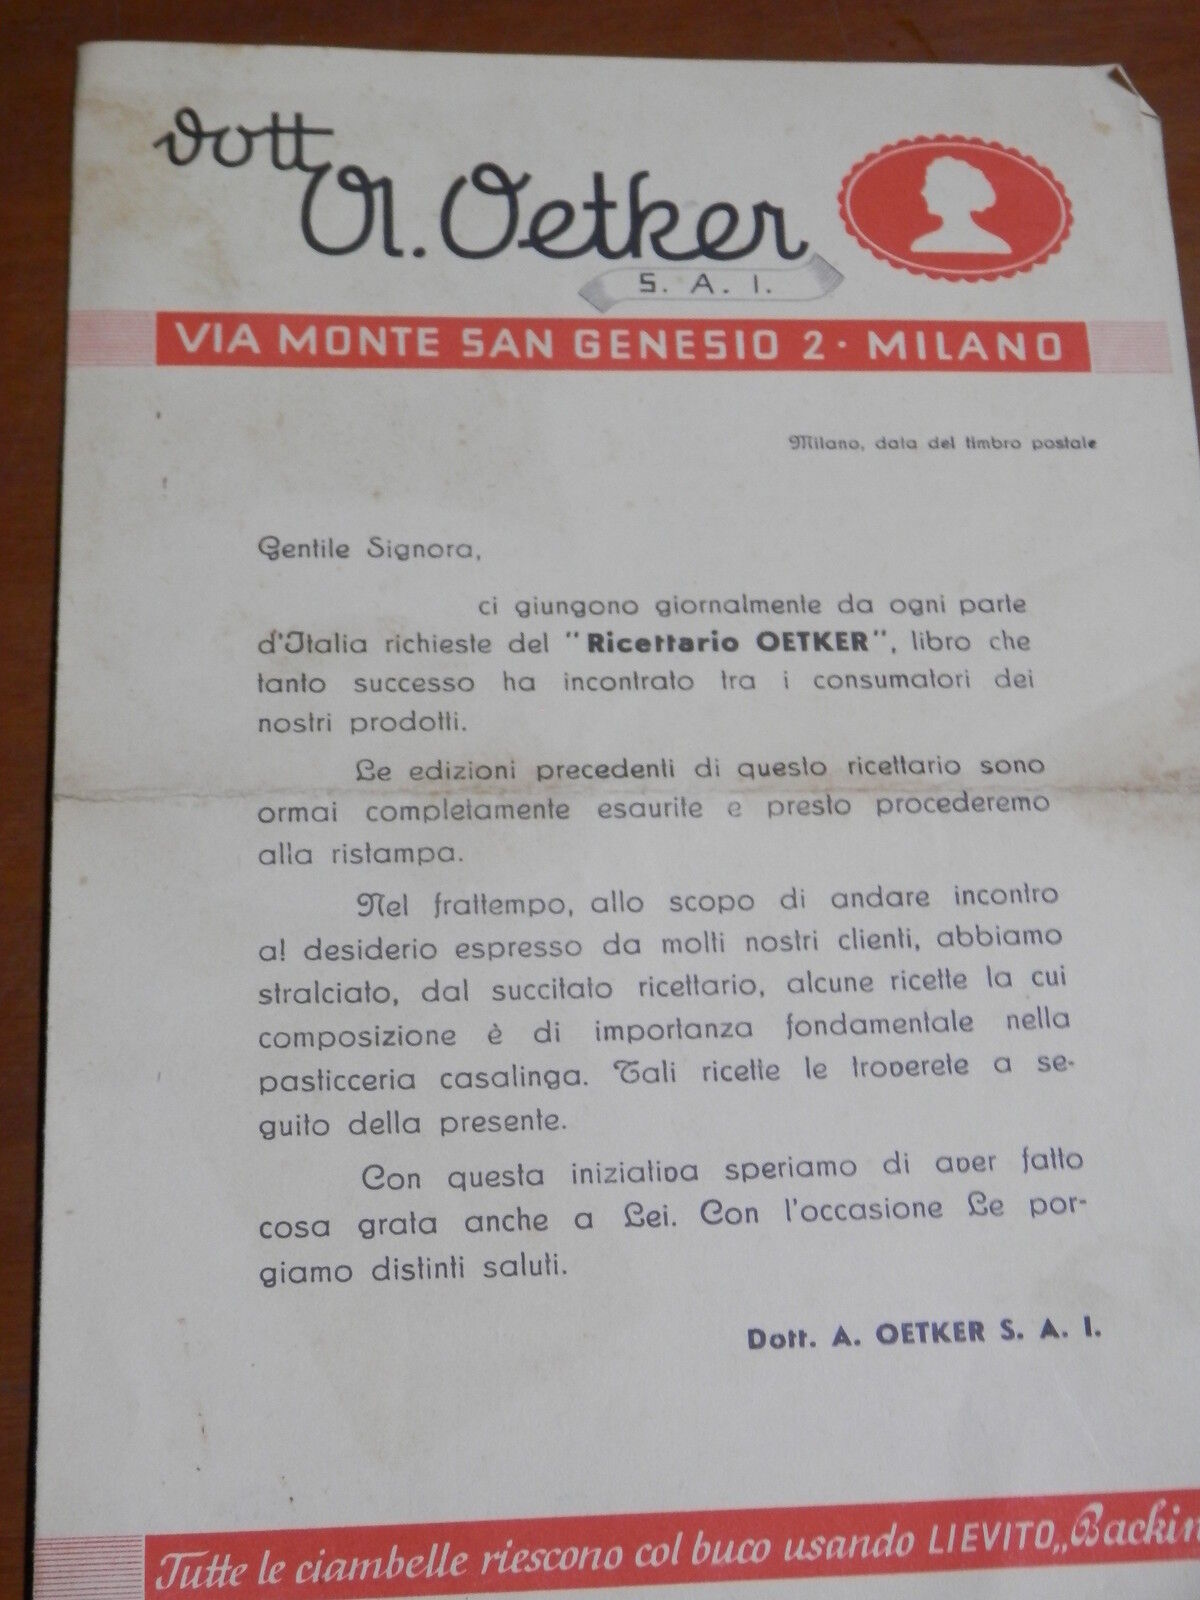 dott
A. Oetker
S. A. I.
VIA MONTE SAN GENESIO 2 · MILANO
Milano, data del timbro postale
Gentile Signora,
ci giungono giornalmente da ogni parte
d'Italia richieste del "Ricettario OETKER", libro che
tanto successo ha incontrato tra i consumatori dei
nostri prodotti.
Le edizioni precedenti di questo ricettario sono
ormai completamente esaurite e presto procederemo
alla ristampa.
Nel frattempo, allo scopo di andare incontro
al desiderio espresso da molti nostri clienti, abbiamo
stralciato, dal succitato ricettario, alcune ricette la cui
composizione è di importanza fondamentale nella
pasticceria casalinga. Tali ricette le troverete a se-
guito della presente.
Con questa iniziativa speriamo di aver fatto
cosa grata anche a Lei. Con l'occasione Le por-
giamo distinti saluti.
Dott. A. OETKER S. A. I.
Tutte le ciambelle riescono col buco usando LIEVITO „Backin